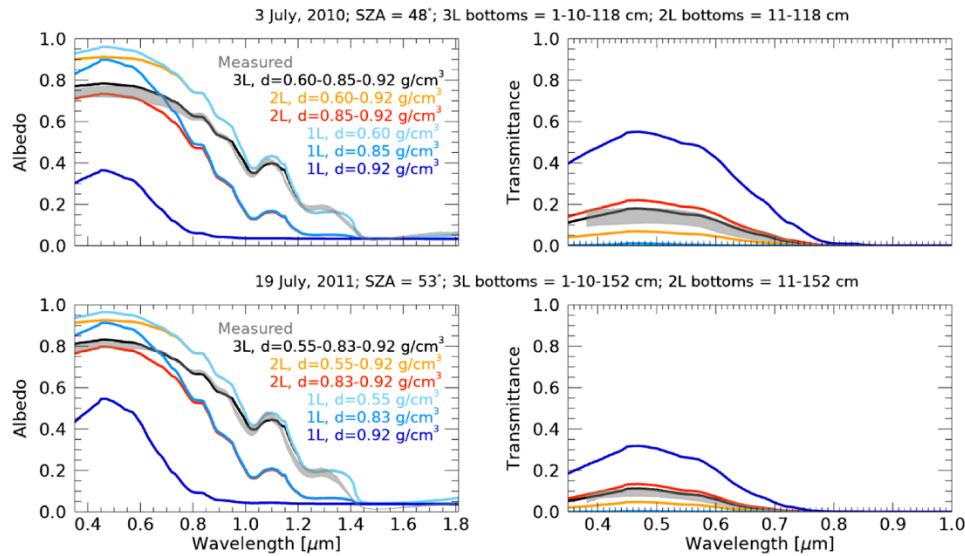 3 July, 2010; SZA = 48°; 3L bottoms = 1-10-118 cm; 2L bottoms = 11-118 cm
Albedo
1.0
0.8
0.6
0.4
0.2
0.0
Measured
3L, d=0.60-0.85-0.92 g/cm³
2L, d=0.60-0.92 g/cm³
2L, d=0.85-0.92 g/cm³
1L, d=0.60 g/cm³
1L, d=0.85 g/cm³
1L, d=0.92 g/cm³
Transmittance
1.0
0.8
0.6
0.4
0.2
0.0
19 July, 2011; SZA = 53°; 3L bottoms = 1-10-152 cm; 2L bottoms = 11-152 cm
Albedo
1.0
0.8
0.6
0.4
0.2
0.0
Measured
3L, d=0.55-0.83-0.92 g/cm³
2L, d=0.55-0.92 g/cm³
2L, d=0.83-0.92 g/cm³
1L, d=0.55 g/cm³
1L, d=0.83 g/cm³
1L, d=0.92 g/cm³
0.4 0.6 0.8 1.0 1.2 1.4 1.6 1.8
Wavelength [μm]
Transmittance
1.0
0.8
0.6
0.4
0.2
0.0
0.4 0.5 0.6 0.7 0.8 0.9 1.0
Wavelength [μm]